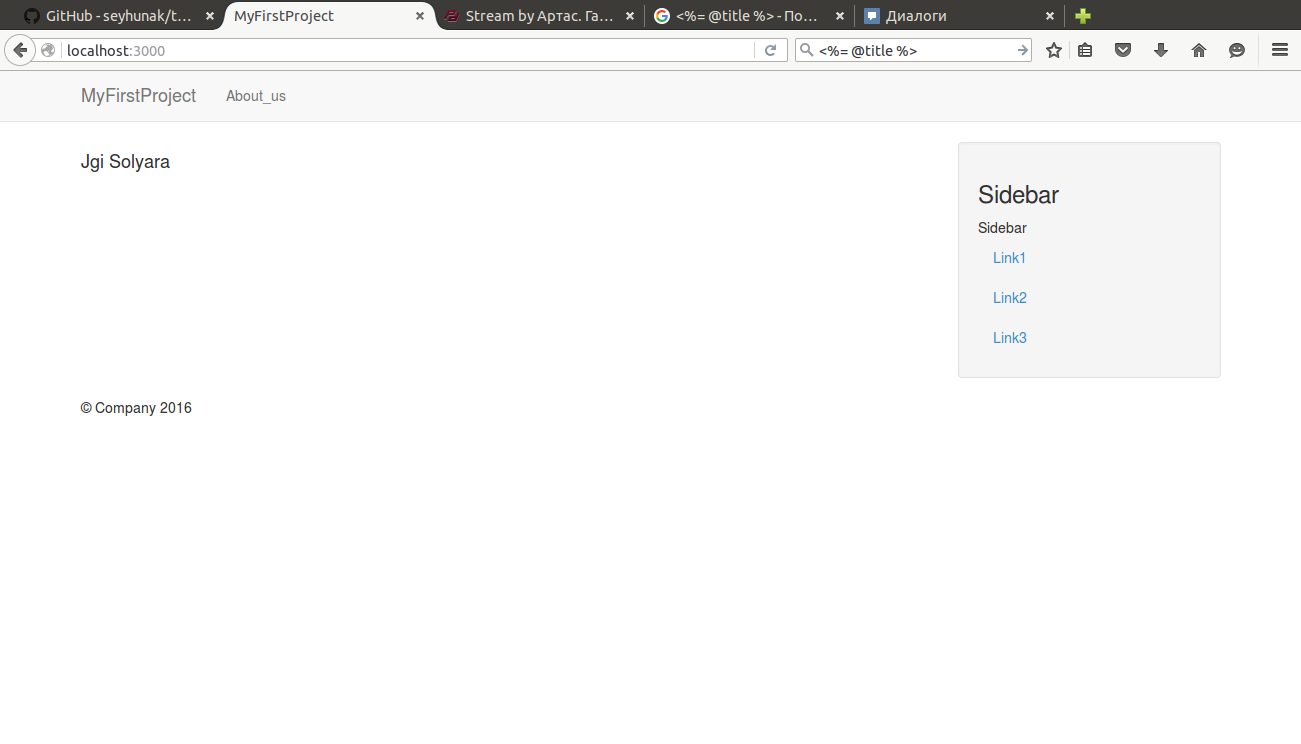 GitHub - seyhunak/t...
MyFirstProject
Stream by Артас. Га...
<%= @title %> - По...
Диалоги
localhost:3000
<%= @title %>
MyFirstProject
About_us
Jgi Solyara
Sidebar
Sidebar
Link1
Link2
Link3
© Company 2016